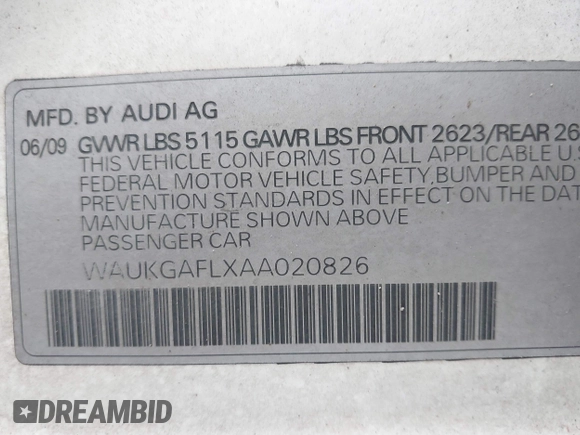 MFD. BY AUDI AG
06/09 GVWR LBS 5115 GAWR LBS FRONT 2623/REAR 26
THIS VEHICLE CONFORMS TO ALL APPLICABLE U.S
FEDERAL MOTOR VEHICLE SAFETY, BUMPER AND
PREVENTION STANDARDS IN EFFECT ON THE DAT
MANUFACTURE SHOWN ABOVE
PASSENGER CAR
WAUKGAFLXAA020826
DREAMBID